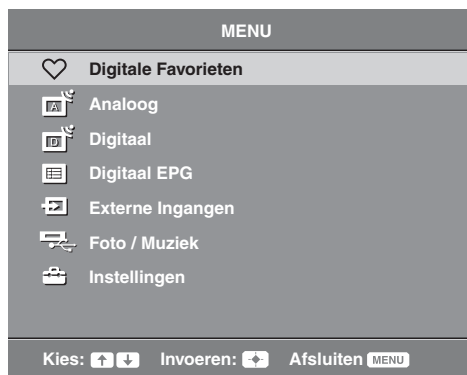 MENU
Digitale Favorieten
A Analoog
D Digitaal
Digitaal EPG
Externe Ingangen
Foto / Muziek
Instellingen
Kies: ↑ ↓ Invoeren: Afsluiten MENU